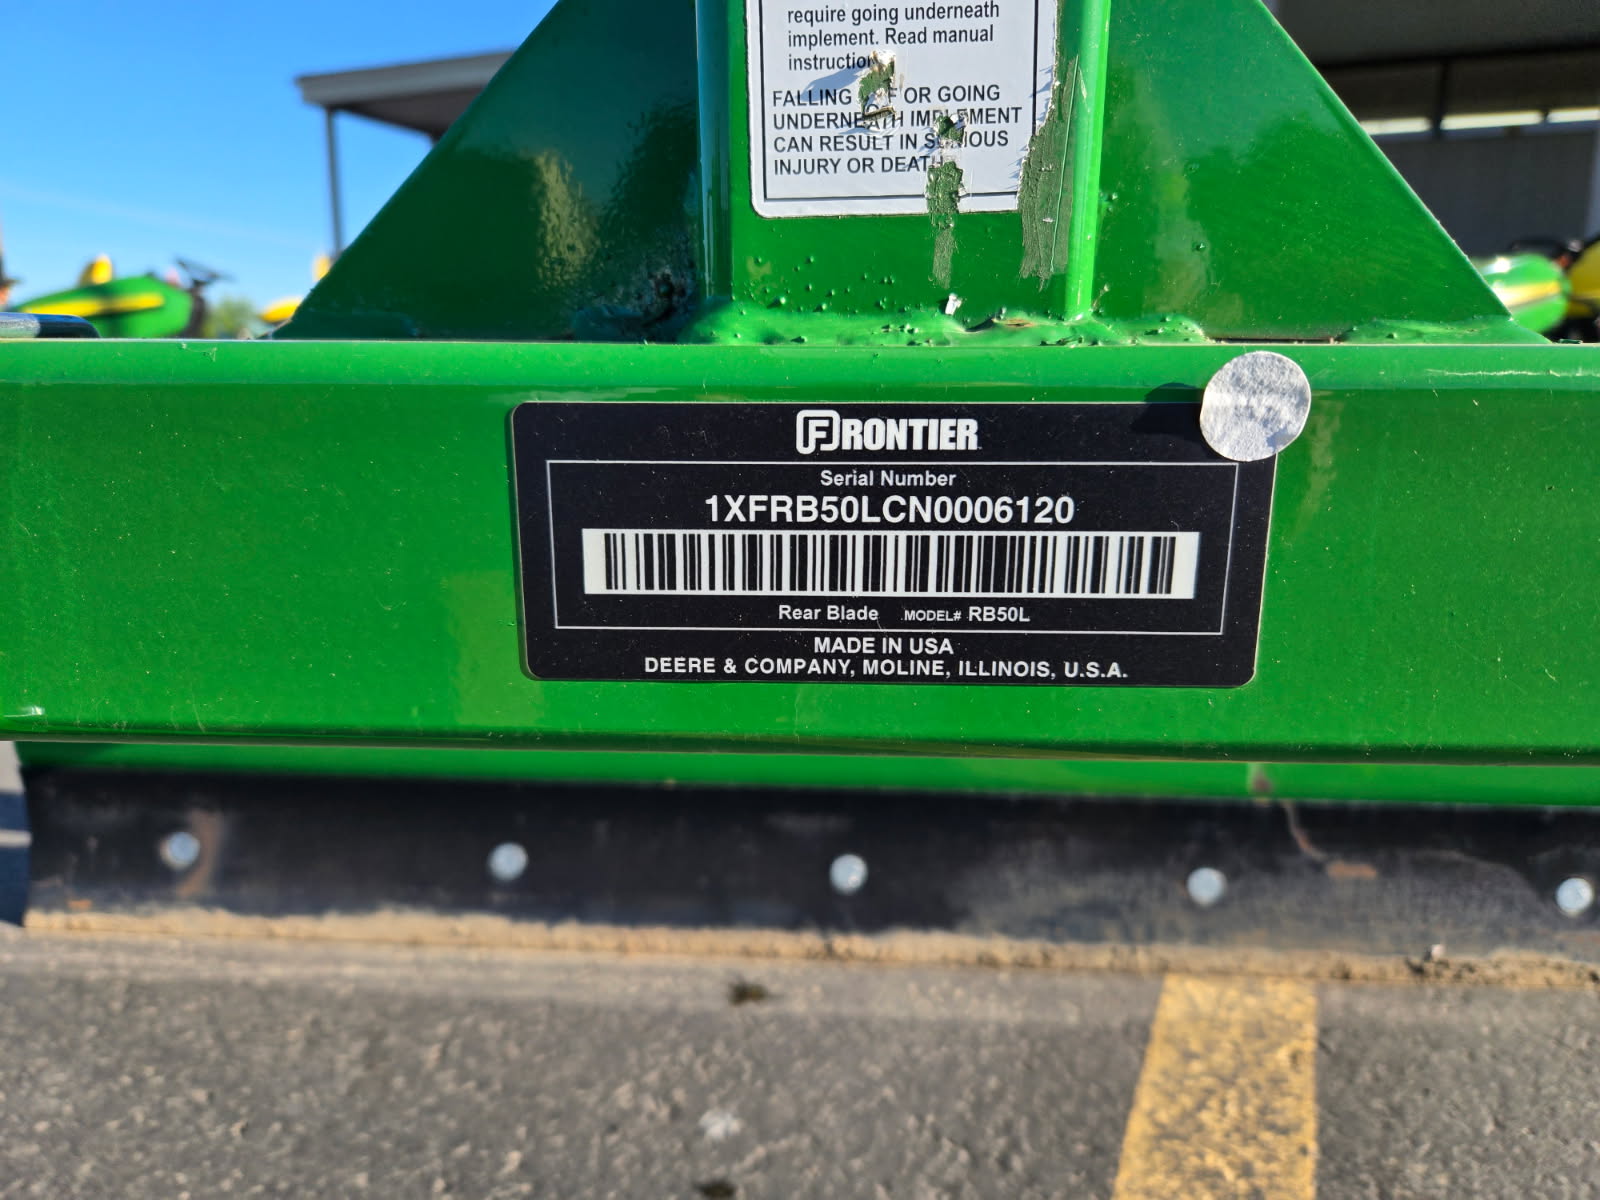 require going underneath
implement. Read manual
instructio
FALLING OR GOING
UNDERNEATH IMPLEMENT
CAN RESULT IN SERIOUS
INJURY OR DEATH
FRONTIER
Serial Number
1XFRB50LCN0006120
Rear Blade MODEL# RB50L
MADE IN USA
DEERE & COMPANY, MOLINE, ILLINOIS, U.S.A.